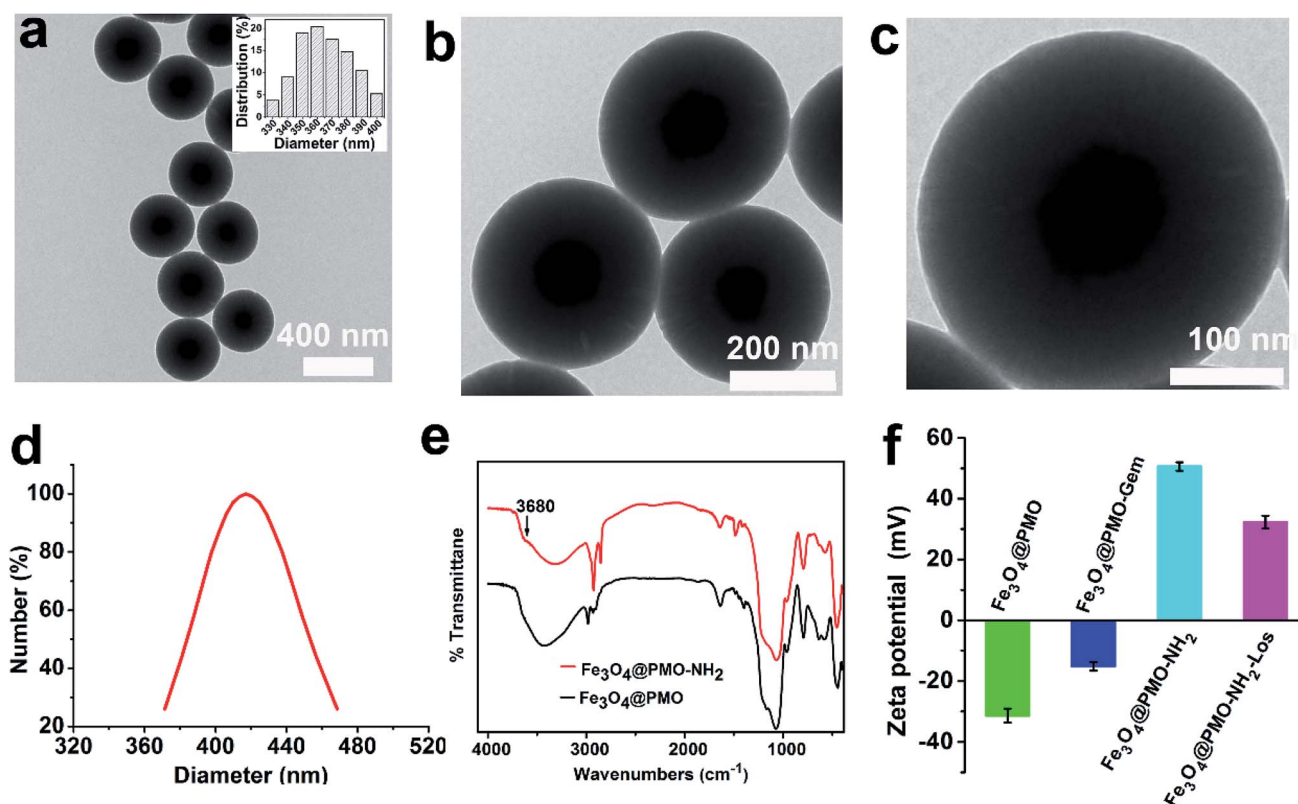 a
Distribution (%)
20
15
10
5
0
330 340 350 360 370 380 390 400
Diameter (nm)
400 nm
b
200 nm
c
100 nm
d
Number (%)
100
80
60
40
20
320 360 400 440 480 520
Diameter (nm)
e
% Transmittane
3680
Fe₃O₄@PMO-NH₂
Fe₃O₄@PMO
4000 3000 2000 1000
Wavenumbers (cm⁻¹)
f
Zeta potential (mV)
60
40
20
0
-20
-40
Fe₃O₄@PMO
Fe₃O₄@PMO-Gem
Fe₃O₄@PMO-NH₂
Fe₃O₄@PMO-NH₂-Los